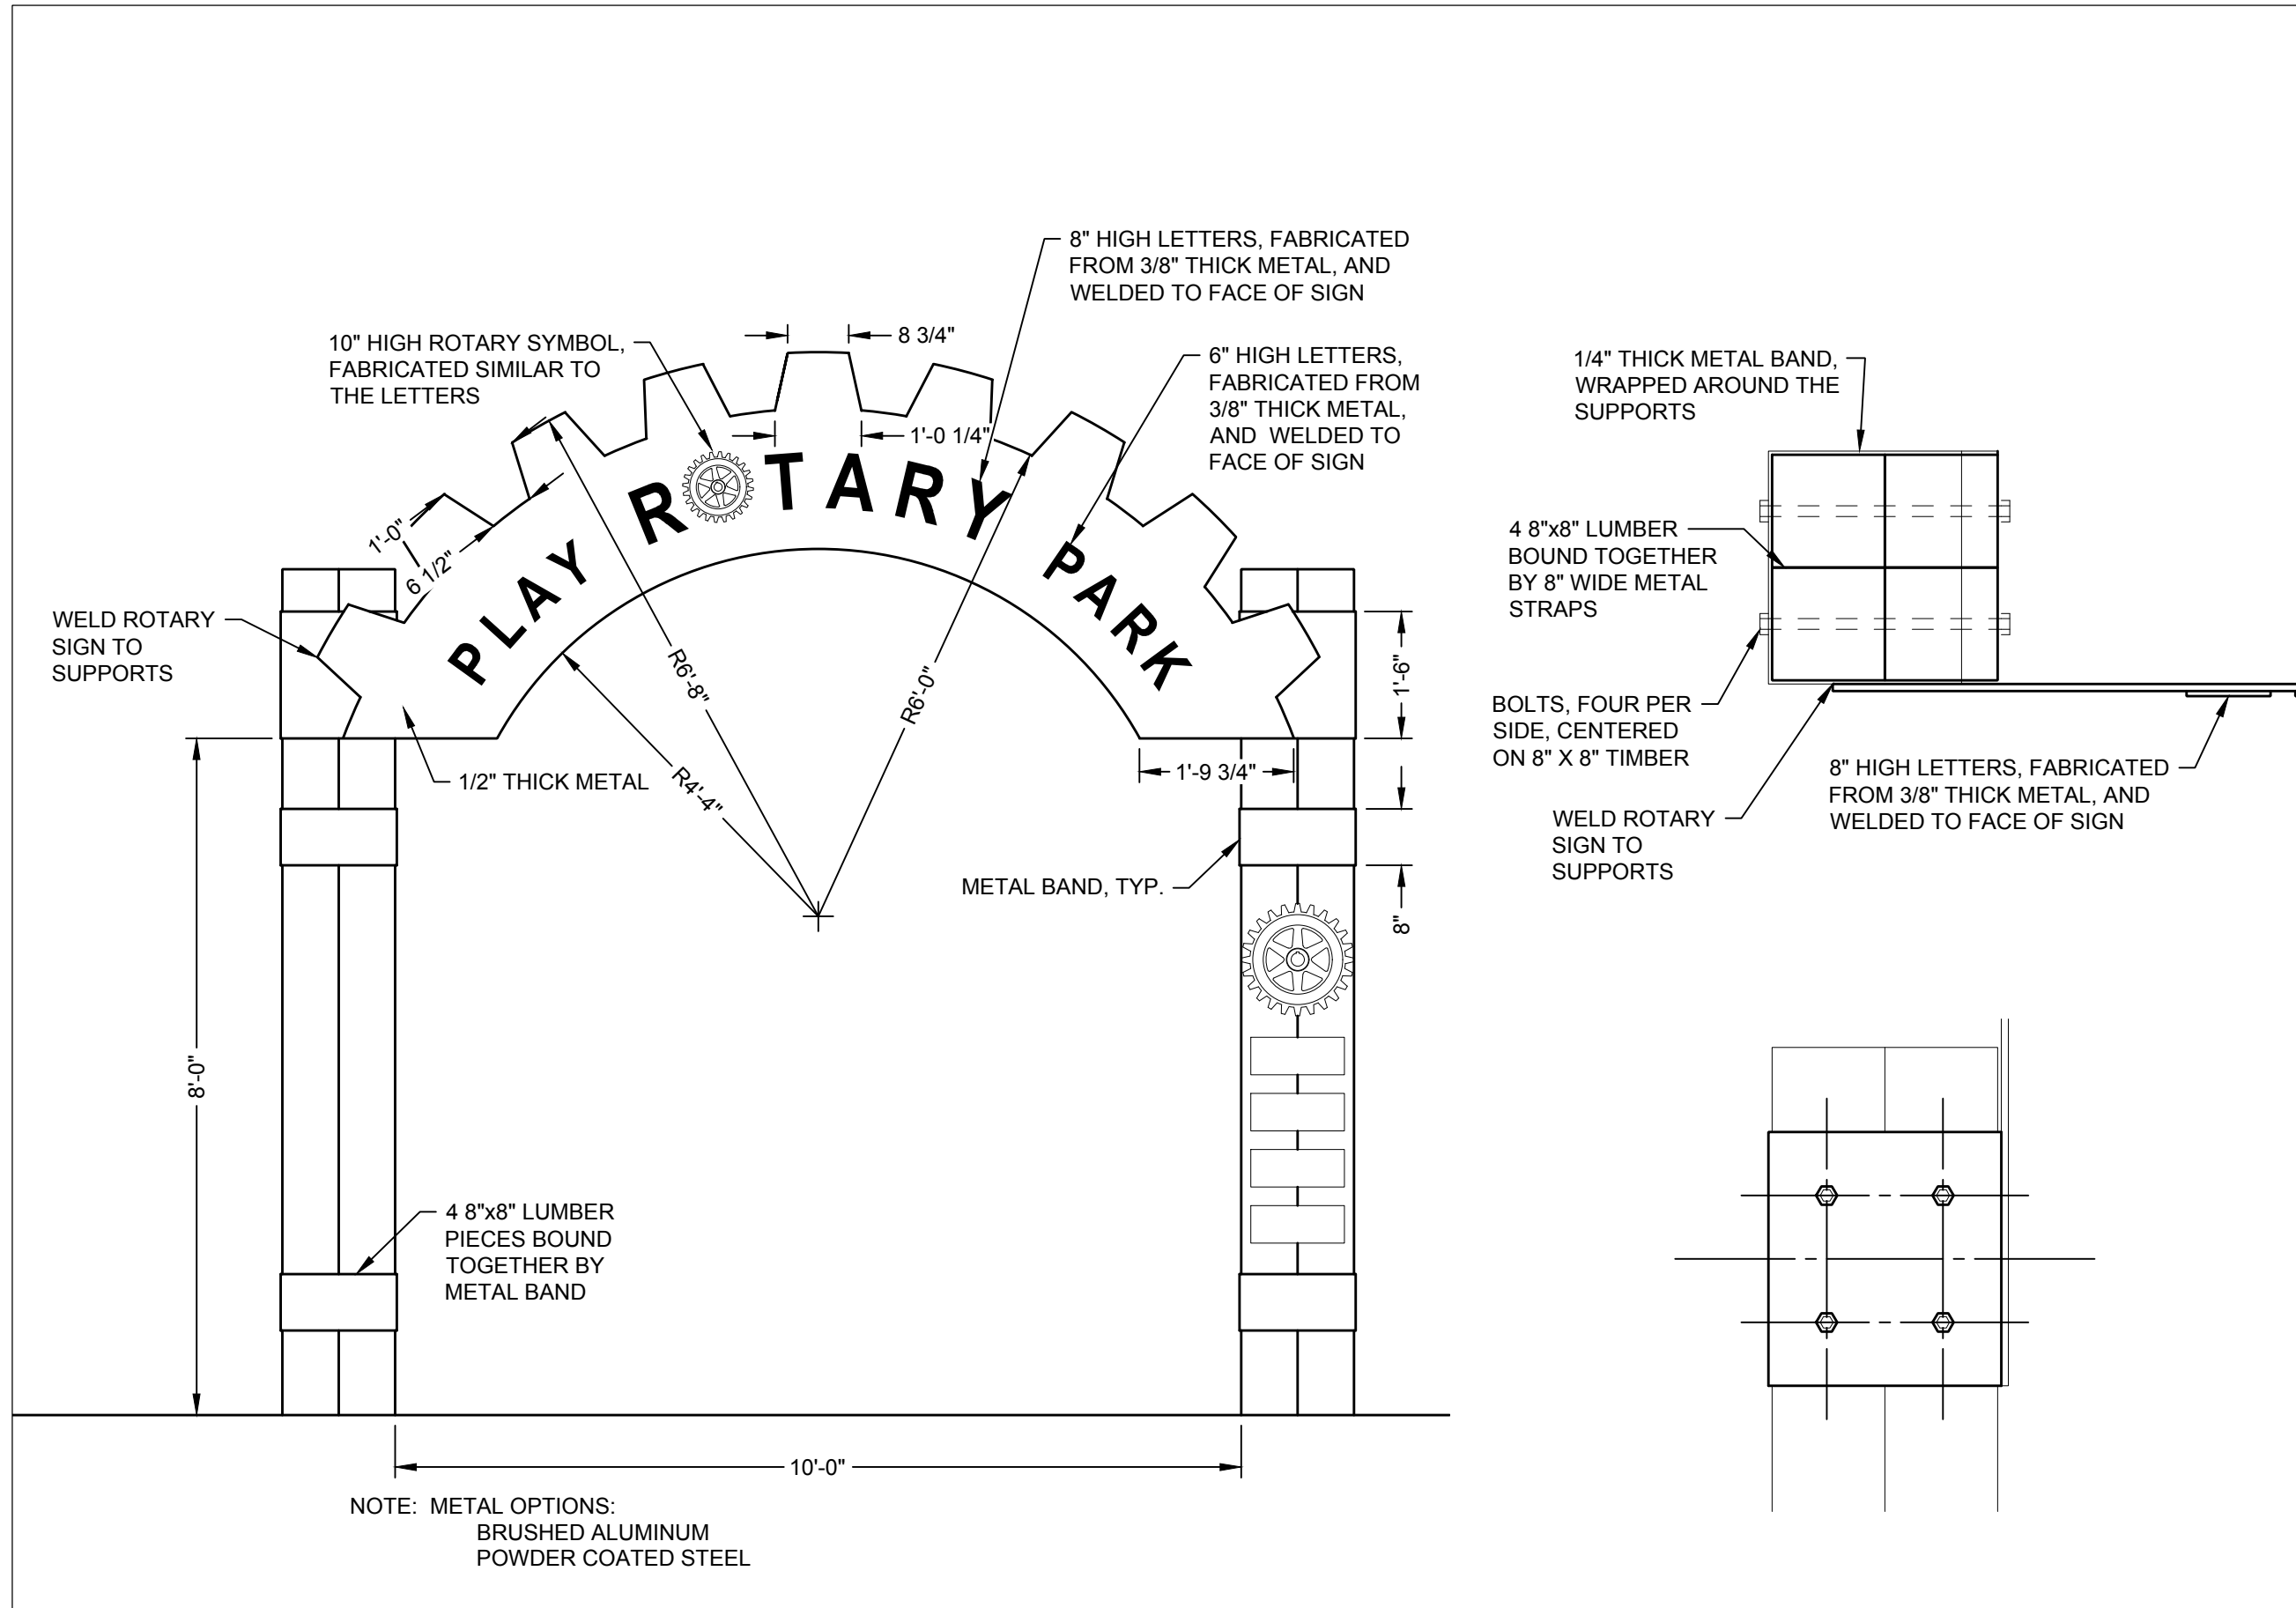 8" HIGH LETTERS, FABRICATED
FROM 3/8" THICK METAL, AND
WELDED TO FACE OF SIGN
10" HIGH ROTARY SYMBOL,
FABRICATED SIMILAR TO
THE LETTERS
8 3/4"
6" HIGH LETTERS,
FABRICATED FROM
3/8" THICK METAL,
AND WELDED TO
FACE OF SIGN
1'-0 1/4"
1'-0"
6 1/2"
PLAY R TARY PARK
WELD ROTARY
SIGN TO
SUPPORTS
R6'-8"
R6'-0"
R4'-4"
1'-6"
1/2" THICK METAL
1'-9 3/4"
METAL BAND, TYP.
8"
8'-0"
4 8"x8" LUMBER
PIECES BOUND
TOGETHER BY
METAL BAND
10'-0"
NOTE: METAL OPTIONS:
BRUSHED ALUMINUM
POWDER COATED STEEL
1/4" THICK METAL BAND,
WRAPPED AROUND THE
SUPPORTS
4 8"x8" LUMBER
BOUND TOGETHER
BY 8" WIDE METAL
STRAPS
BOLTS, FOUR PER
SIDE, CENTERED
ON 8" X 8" TIMBER
8" HIGH LETTERS, FABRICATED
FROM 3/8" THICK METAL, AND
WELDED TO FACE OF SIGN
WELD ROTARY
SIGN TO
SUPPORTS